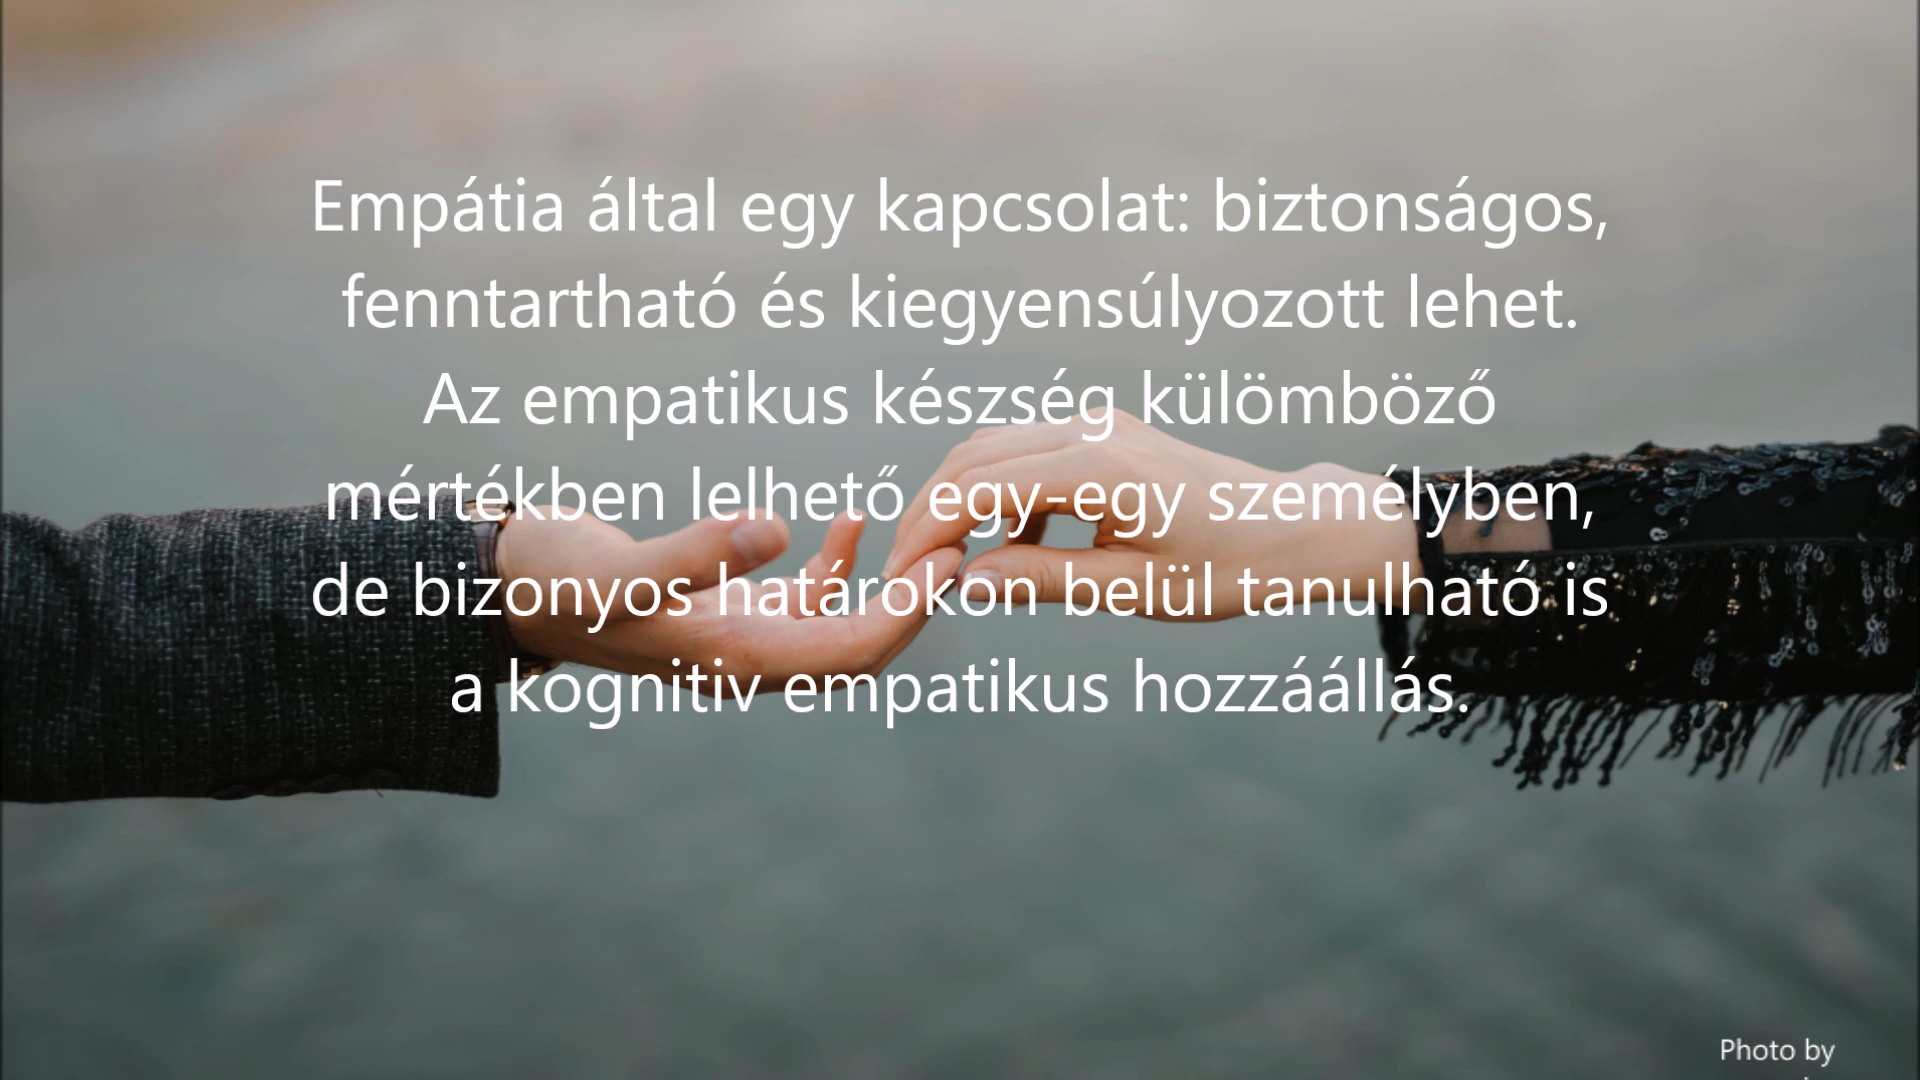 Empátia által egy kapcsolat: biztonságos,
fenntartható és kiegyensúlyozott lehet.
Az empatikus készség külömböző
mértékben lelhető egy-egy személyben,
de bizonyos határokon belül tanulható is
a kognitiv empatikus hozzáállás.
Photo by